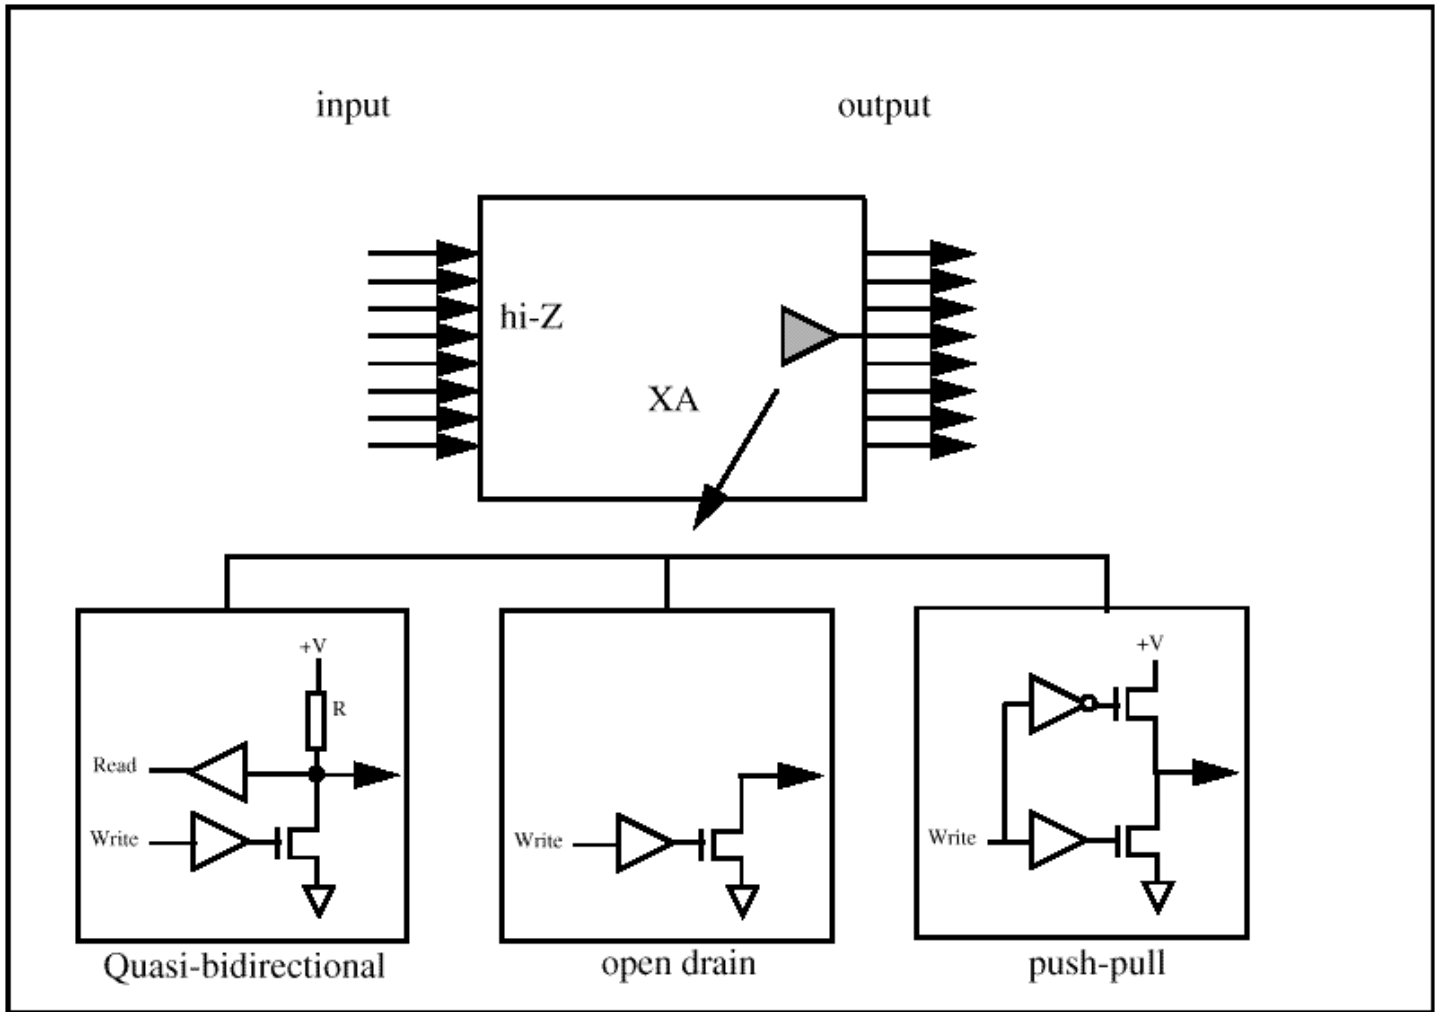 input
output
hi-Z
XA
+V
R
Read
Write
Quasi-bidirectional
Write
open drain
+V
Write
push-pull